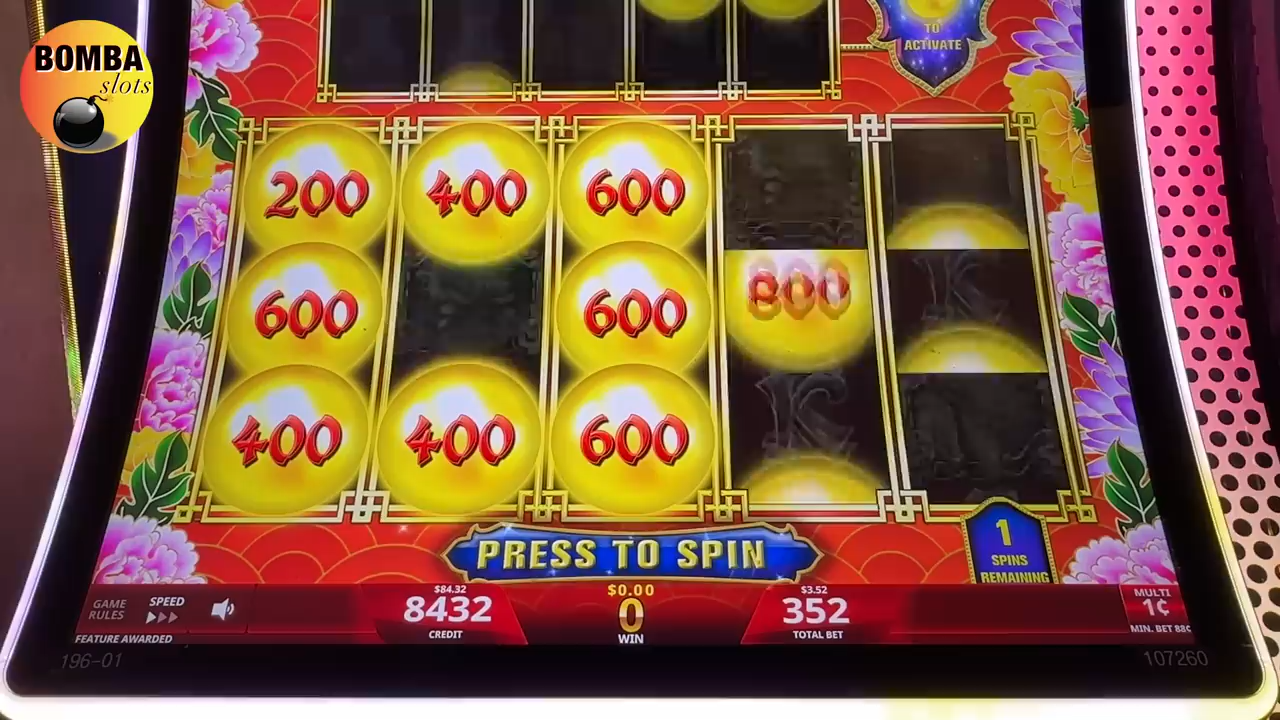 BOMBA
slots
TO
ACTIVATE
200 400 600
600 600 800
K
K
400 400 600
PRESS TO SPIN
1
SPINS
REMAINING
GAME
RULES
SPEED
FEATURE AWARDED
$84.32
8432
CREDIT
$0.00
0
WIN
$3.52
352
TOTAL BET
MULTI
1¢
MIN. BET 88¢
196-01
107260